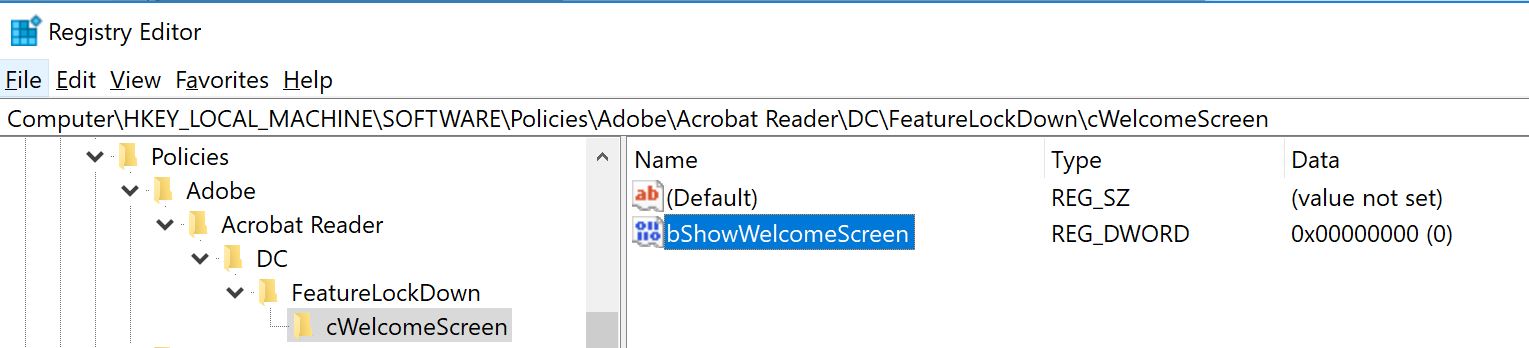 Registry Editor
File Edit View Favorites Help
Computer\HKEY_LOCAL_MACHINE\SOFTWARE\Policies\Adobe\Acrobat Reader\DC\FeatureLockDown\cWelcomeScreen
Policies
Adobe
Acrobat Reader
DC
FeatureLockDown
cWelcomeScreen
Name Type Data
(Default) REG_SZ (value not set)
bShowWelcomeScreen REG_DWORD 0x00000000 (0)